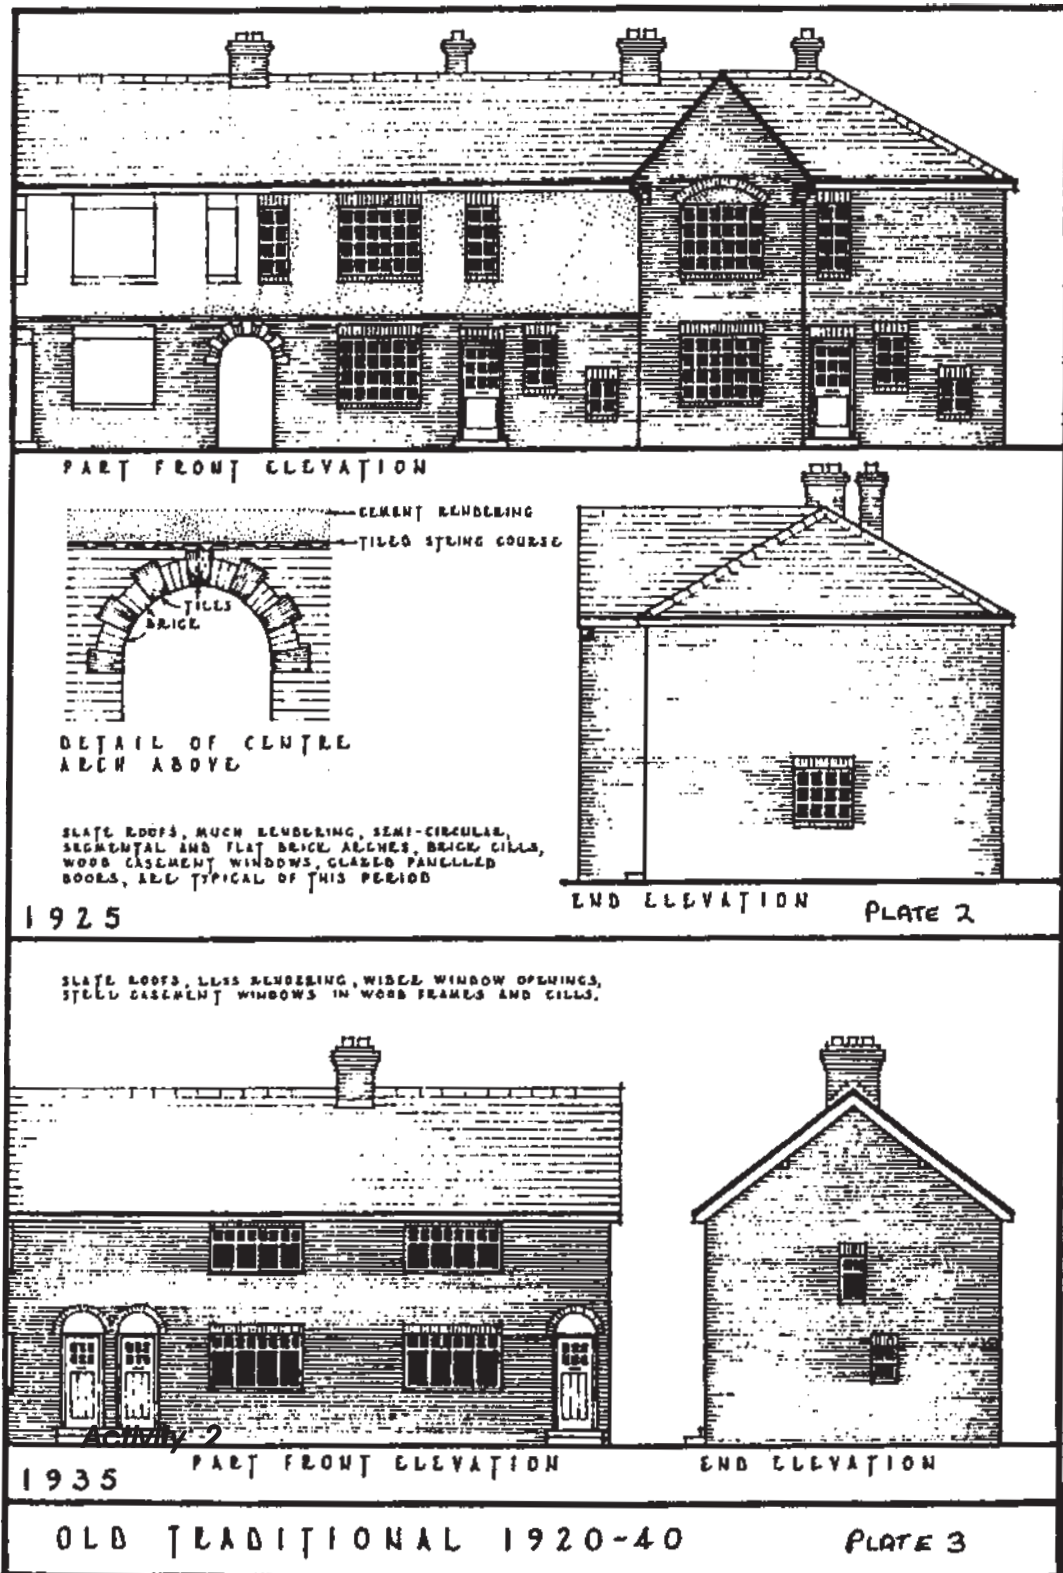 PART FRONT ELEVATION
CEMENT RENDERING
TILED STRING COURSE
TILES
BRICK
DETAIL OF CENTRE
ARCH ABOVE
SLATE ROOFS, MUCH RENDERING, SEMI-CIRCULAR,
SEGMENTAL AND FLAT BRICK ARCHES, BRICK CILLS,
WOOD CASEMENT WINDOWS, GLAZED PANELLED
DOORS, ARE TYPICAL OF THIS PERIOD
1925
END ELEVATION
PLATE 2
SLATE ROOFS, LESS RENDERING, WIDER WINDOW OPENINGS,
STEEL CASEMENT WINDOWS IN WOOD FRAMES AND CILLS.
Activity 2
PART FRONT ELEVATION
END ELEVATION
1935
OLD TRADITIONAL 1920-40
PLATE 3